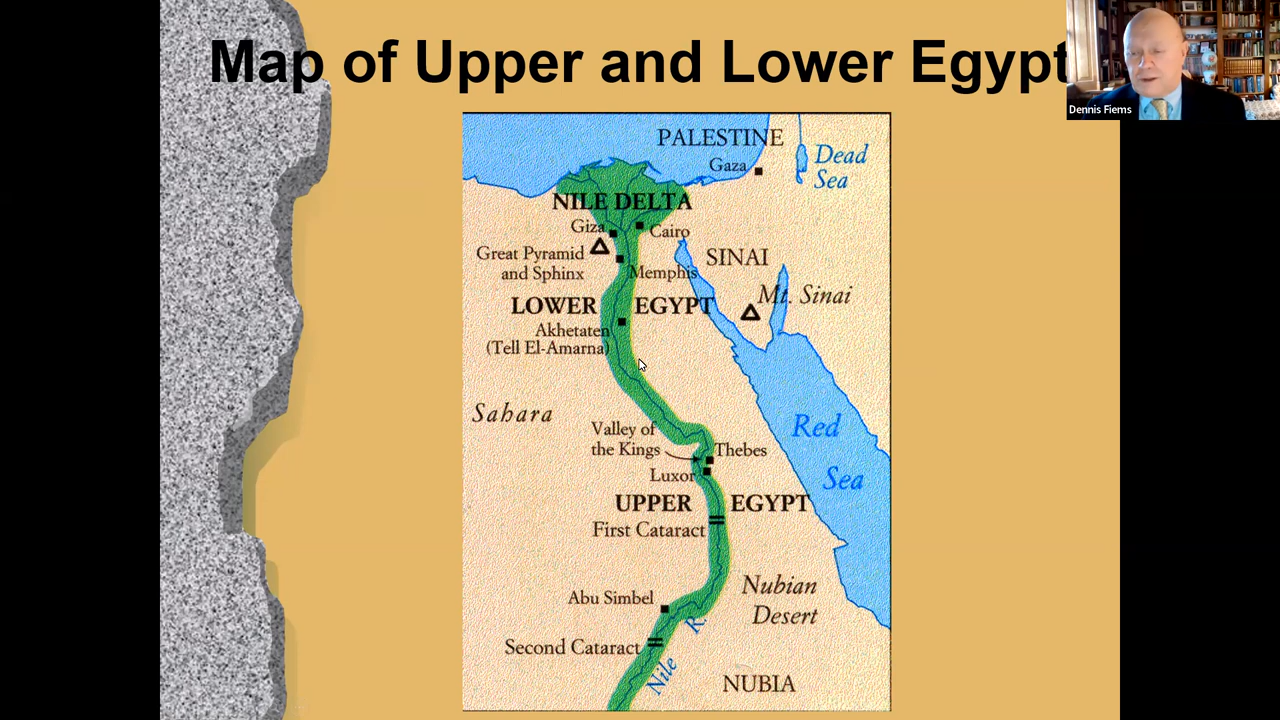 Map of Upper and Lower Egypt
Dennis Fiems
PALESTINE
Gaza
Dead
Sea
NILE DELTA
Giza
Cairo
Great Pyramid
and Sphinx
Memphis
SINAI
Mt. Sinai
LOWER EGYPT
Akhetaten
(Tell El-Amarna)
Sahara
Red
Sea
Valley of
the Kings
Thebes
Luxor
UPPER EGYPT
First Cataract
Nubian
Desert
Abu Simbel
Second Cataract
Nile R.
NUBIA